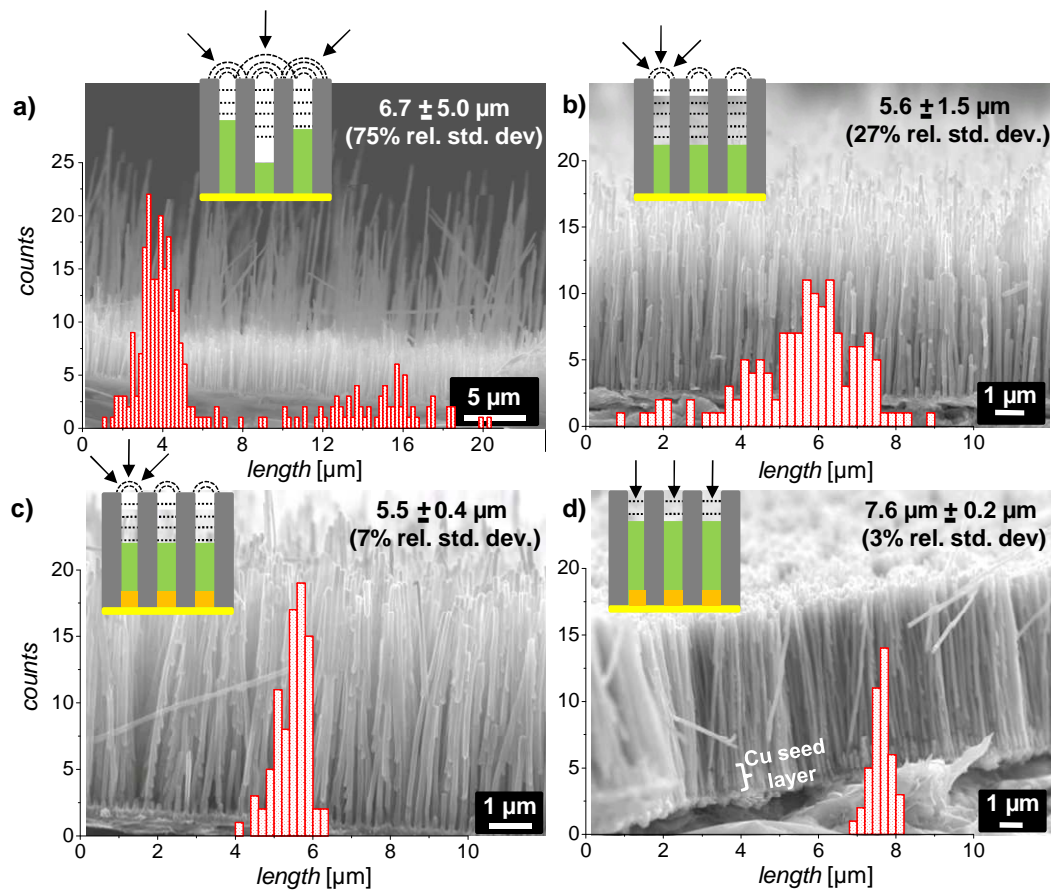 a)
6.7 ± 5.0 µm
(75% rel. std. dev)
25
20
15
10
5
0
counts
5 µm
0 4 8 12 16 20
length [µm]
b)
5.6 ± 1.5 µm
(27% rel. std. dev.)
20
15
10
5
0
1 µm
0 2 4 6 8 10
length [µm]
c)
5.5 ± 0.4 µm
(7% rel. std. dev.)
20
15
10
5
0
counts
1 µm
0 2 4 6 8 10
length [µm]
d)
7.6 µm ± 0.2 µm
(3% rel. std. dev)
20
15
10
5
0
Cu seed
layer
1 µm
0 2 4 6 8 10
length [µm]